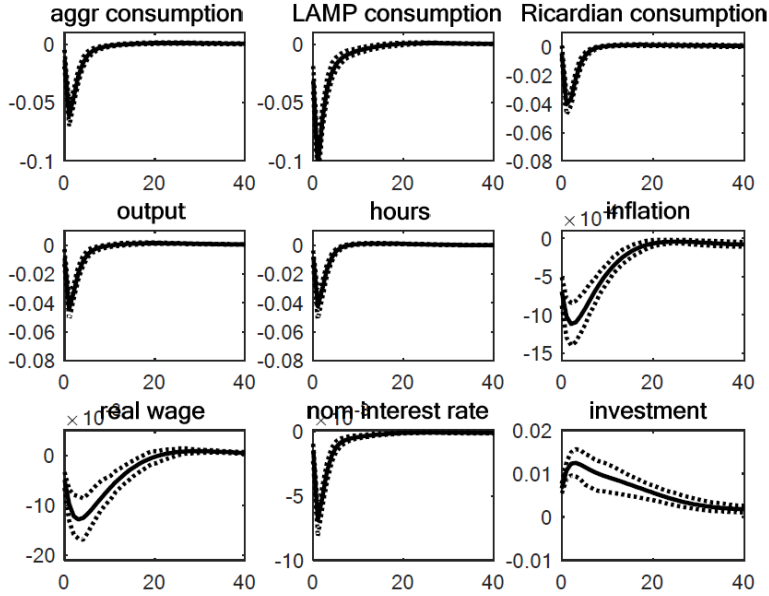 aggr consumption
LAMP consumption
Ricardian consumption
0
-0.05
-0.1
0 20 40
0
-0.05
-0.1
0 20 40
0
-0.02
-0.04
-0.06
-0.08
0 20 40
output
hours
inflation
0
-0.02
-0.04
-0.06
-0.08
0 20 40
0
-0.02
-0.04
-0.06
-0.08
0 20 40
× 10
0
-5
-10
-15
0 20 40
real wage
nom interest rate
investment
× 10
0
-10
-20
0 20 40
× 10
0
-5
-10
0 20 40
0.02
0.01
0
-0.01
0 20 40